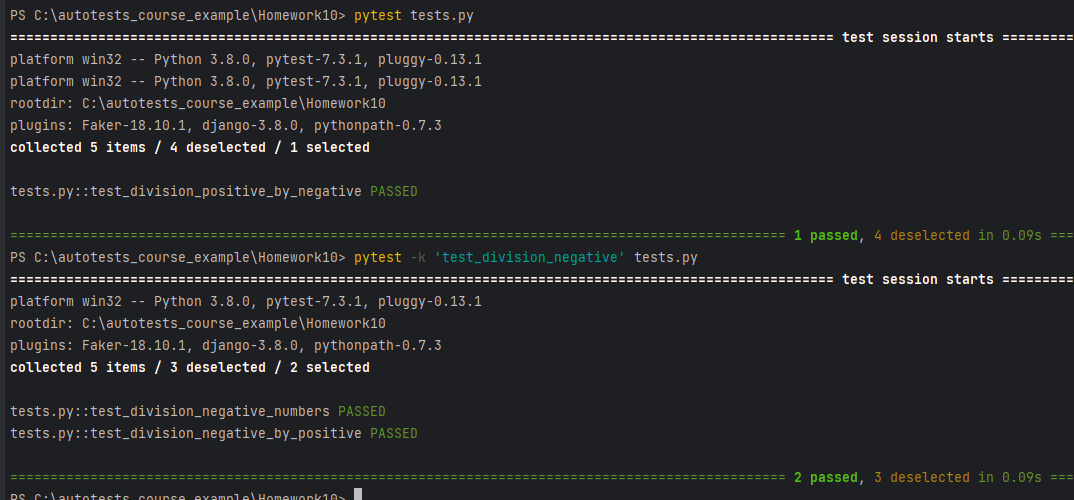 PS C:\autotests_course_example\Homework10> pytest tests.py
======================================================================================================= test session starts =========
platform win32 -- Python 3.8.0, pytest-7.3.1, pluggy-0.13.1
platform win32 -- Python 3.8.0, pytest-7.3.1, pluggy-0.13.1
rootdir: C:\autotests_course_example\Homework10
plugins: Faker-18.10.1, django-3.8.0, pythonpath-0.7.3
collected 5 items / 4 deselected / 1 selected
tests.py::test_division_positive_by_negative PASSED
================================================================================================= 1 passed, 4 deselected in 0.09s ===
PS C:\autotests_course_example\Homework10> pytest -k 'test_division_negative' tests.py
======================================================================================================= test session starts =========
platform win32 -- Python 3.8.0, pytest-7.3.1, pluggy-0.13.1
rootdir: C:\autotests_course_example\Homework10
plugins: Faker-18.10.1, django-3.8.0, pythonpath-0.7.3
collected 5 items / 3 deselected / 2 selected
tests.py::test_division_negative_numbers PASSED
tests.py::test_division_negative_by_positive PASSED
================================================================================================= 2 passed, 3 deselected in 0.09s ===
PS C:\autotests_course_example\Homework10>